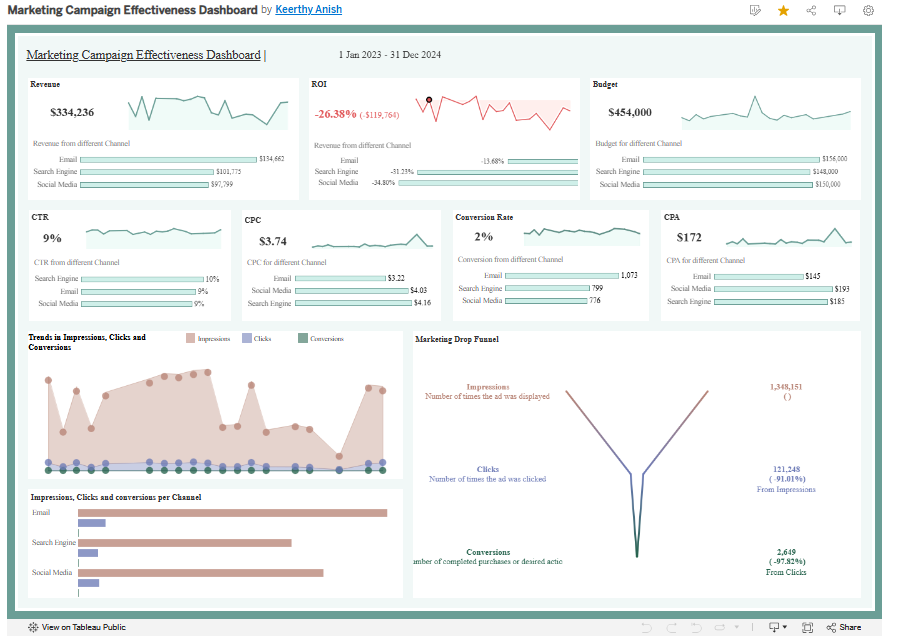 Marketing Campaign Effectiveness Dashboard by Keerthy Anish
Marketing Campaign Effectiveness Dashboard |
1 Jan 2023 - 31 Dec 2024
Revenue
$334,236
Revenue from different Channel
Email $134,662
Search Engine $101,775
Social Media $97,799
ROI
-26.38% (-$119,764)
Revenue from different Channel
Email -13.68%
Search Engine -31.23%
Social Media -34.80%
Budget
$454,000
Budget for different Channel
Email $156,000
Search Engine $148,000
Social Media $150,000
CTR
9%
CTR from different Channel
Search Engine 10%
Email 9%
Social Media 9%
CPC
$3.74
CPC for different Channel
Email $3.22
Social Media $4.03
Search Engine $4.16
Conversion Rate
2%
Conversion from different Channel
Email 1,073
Search Engine 799
Social Media 776
CPA
$172
CPA for different Channel
Email $145
Social Media $193
Search Engine $185
Trends in Impressions, Clicks and
Conversions
Impressions Clicks Conversions
Marketing Drop Funnel
Impressions
Number of times the ad was displayed
1,348,151
( )
Clicks
Number of times the ad was clicked
121,248
( -91.01%)
From Impressions
Conversions
umber of completed purchases or desired actic
2,649
( -97.82%)
From Clicks
Impressions, Clicks and conversions per Channel
Email
Search Engine
Social Media
View on Tableau Public
Share